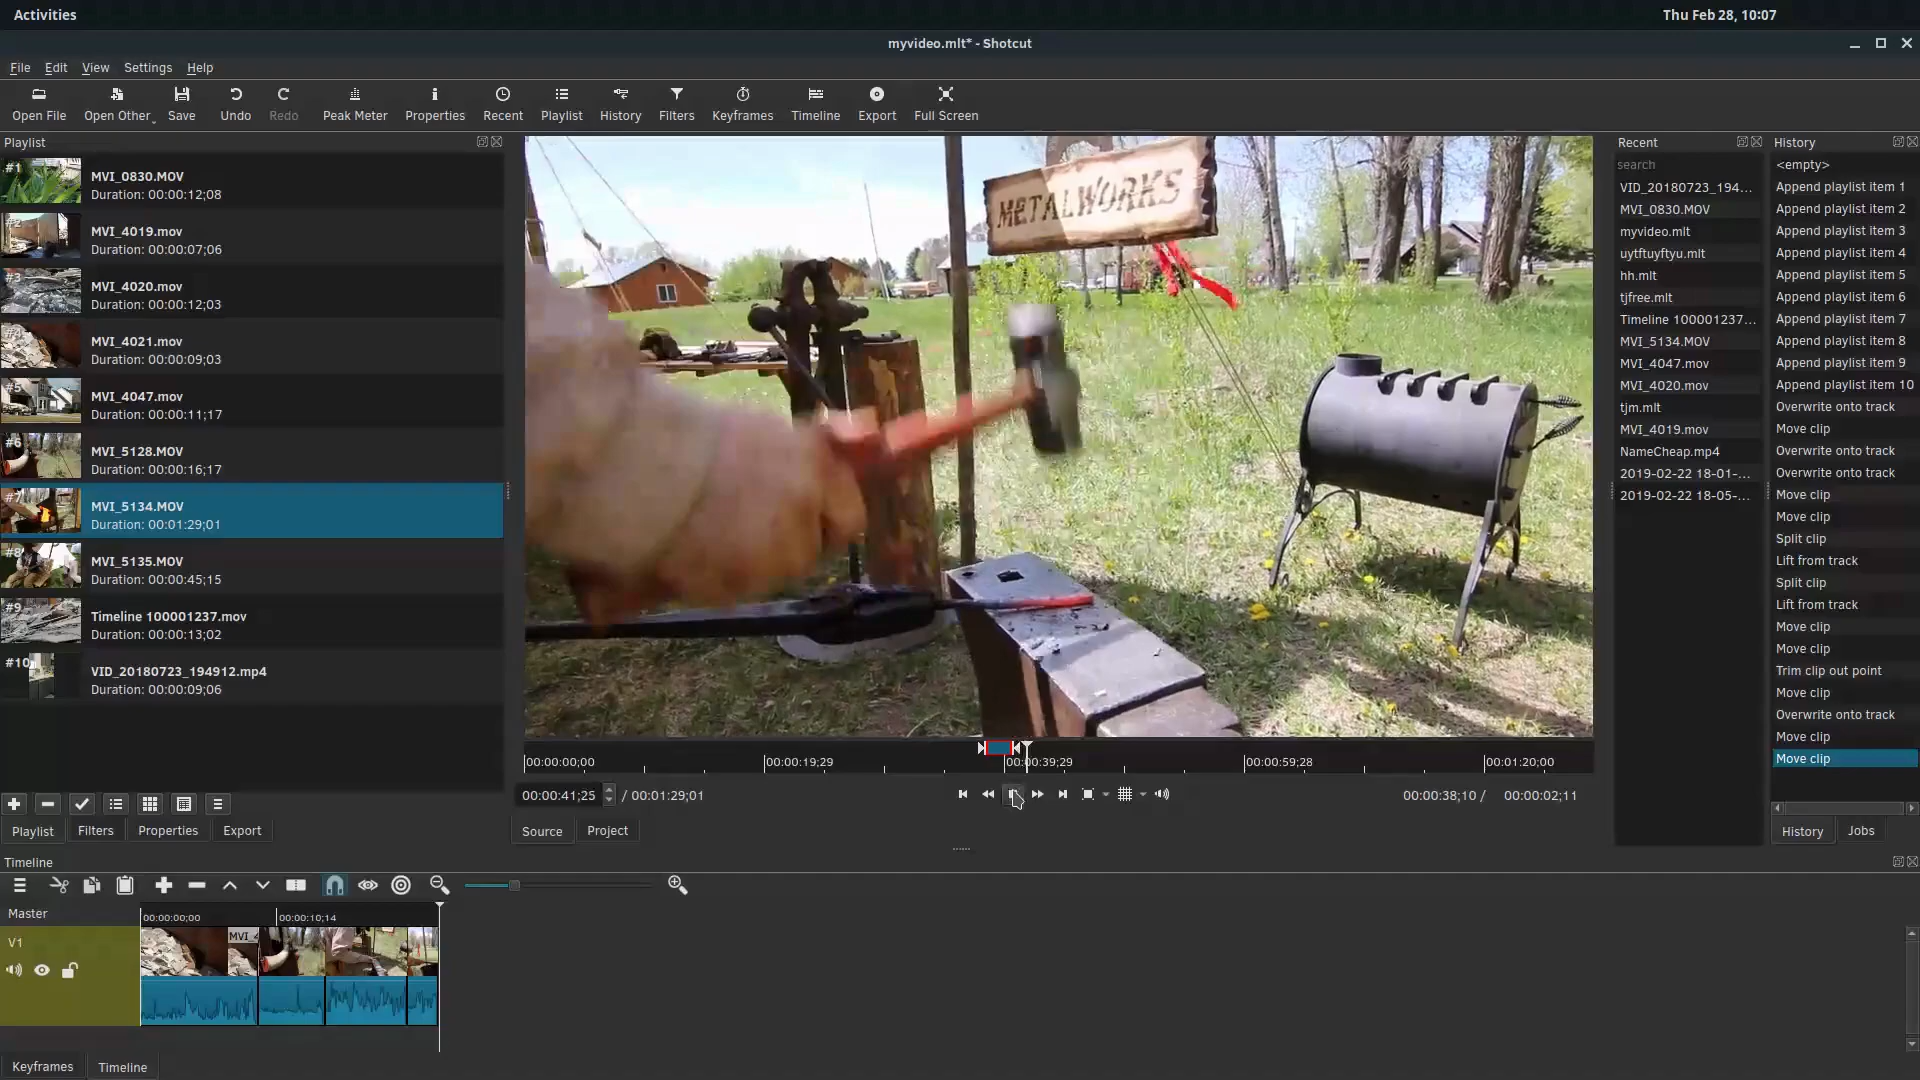 Activities
Thu Feb 28, 10:07
myvideo.mlt* - Shotcut
File Edit View Settings Help
Open File Open Other Save Undo Redo Peak Meter Properties Recent Playlist History Filters Keyframes Timeline Export Full Screen
Playlist
#1
MVI_0830.MOV
Duration: 00:00:12;08
MVI_4019.mov
Duration: 00:00:07;06
#3
MVI_4020.mov
Duration: 00:00:12;03
MVI_4021.mov
Duration: 00:00:09;03
#5
MVI_4047.mov
Duration: 00:00:11;17
#6
MVI_5128.MOV
Duration: 00:00:16;17
#7
MVI_5134.MOV
Duration: 00:01:29;01
#8
MVI_5135.MOV
Duration: 00:00:45;15
#9
Timeline 100001237.mov
Duration: 00:00:13;02
#10
VID_20180723_194912.mp4
Duration: 00:00:09;06
Playlist Filters Properties Export
METALWORKS
00:00:00;00 00:00:19;29 00:00:39;29 00:00:59;28 00:01:20;00
00:00:41;25 / 00:01:29;01
00:00:38;10 / 00:00:02;11
Source Project
Recent
search
VID_20180723_194...
MVI_0830.MOV
myvideo.mlt
uytftuyftyu.mlt
hh.mlt
tjfree.mlt
Timeline 100001237...
MVI_5134.MOV
MVI_4047.mov
MVI_4020.mov
tjm.mlt
MVI_4019.mov
NameCheap.mp4
2019-02-22 18-01-...
2019-02-22 18-05-...
History
<empty>
Append playlist item 1
Append playlist item 2
Append playlist item 3
Append playlist item 4
Append playlist item 5
Append playlist item 6
Append playlist item 7
Append playlist item 8
Append playlist item 9
Append playlist item 10
Overwrite onto track
Move clip
Overwrite onto track
Overwrite onto track
Move clip
Move clip
Split clip
Lift from track
Split clip
Lift from track
Move clip
Move clip
Trim clip out point
Move clip
Overwrite onto track
Move clip
Move clip
History Jobs
Timeline
Master
00:00:00;00 00:00:10;14
V1
MVI_4
Keyframes Timeline